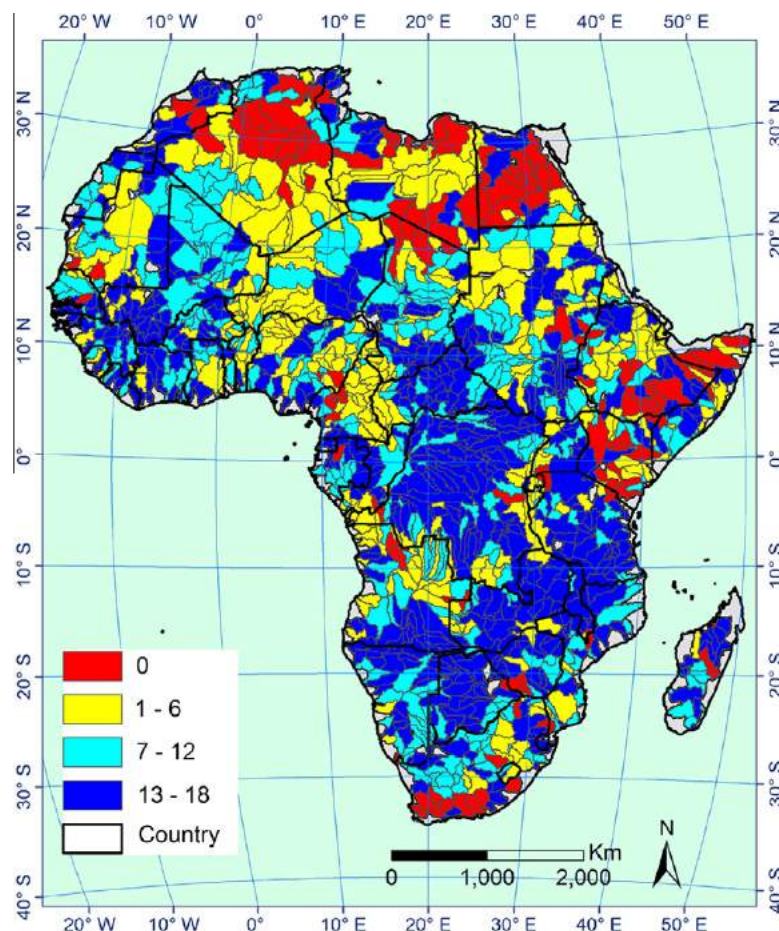 20° W 10° W 0° 10° E 20° E 30° E 40° E 50° E
30° N
20° N
10° N
0°
10° S
20° S
30° S
40° S
30° N
20° N
10° N
0°
10° S
20° S
30° S
40° S
0
1 - 6
7 - 12
13 - 18
Country
N
Km
0 1,000 2,000
20° W 10° W 0° 10° E 20° E 30° E 40° E 50° E